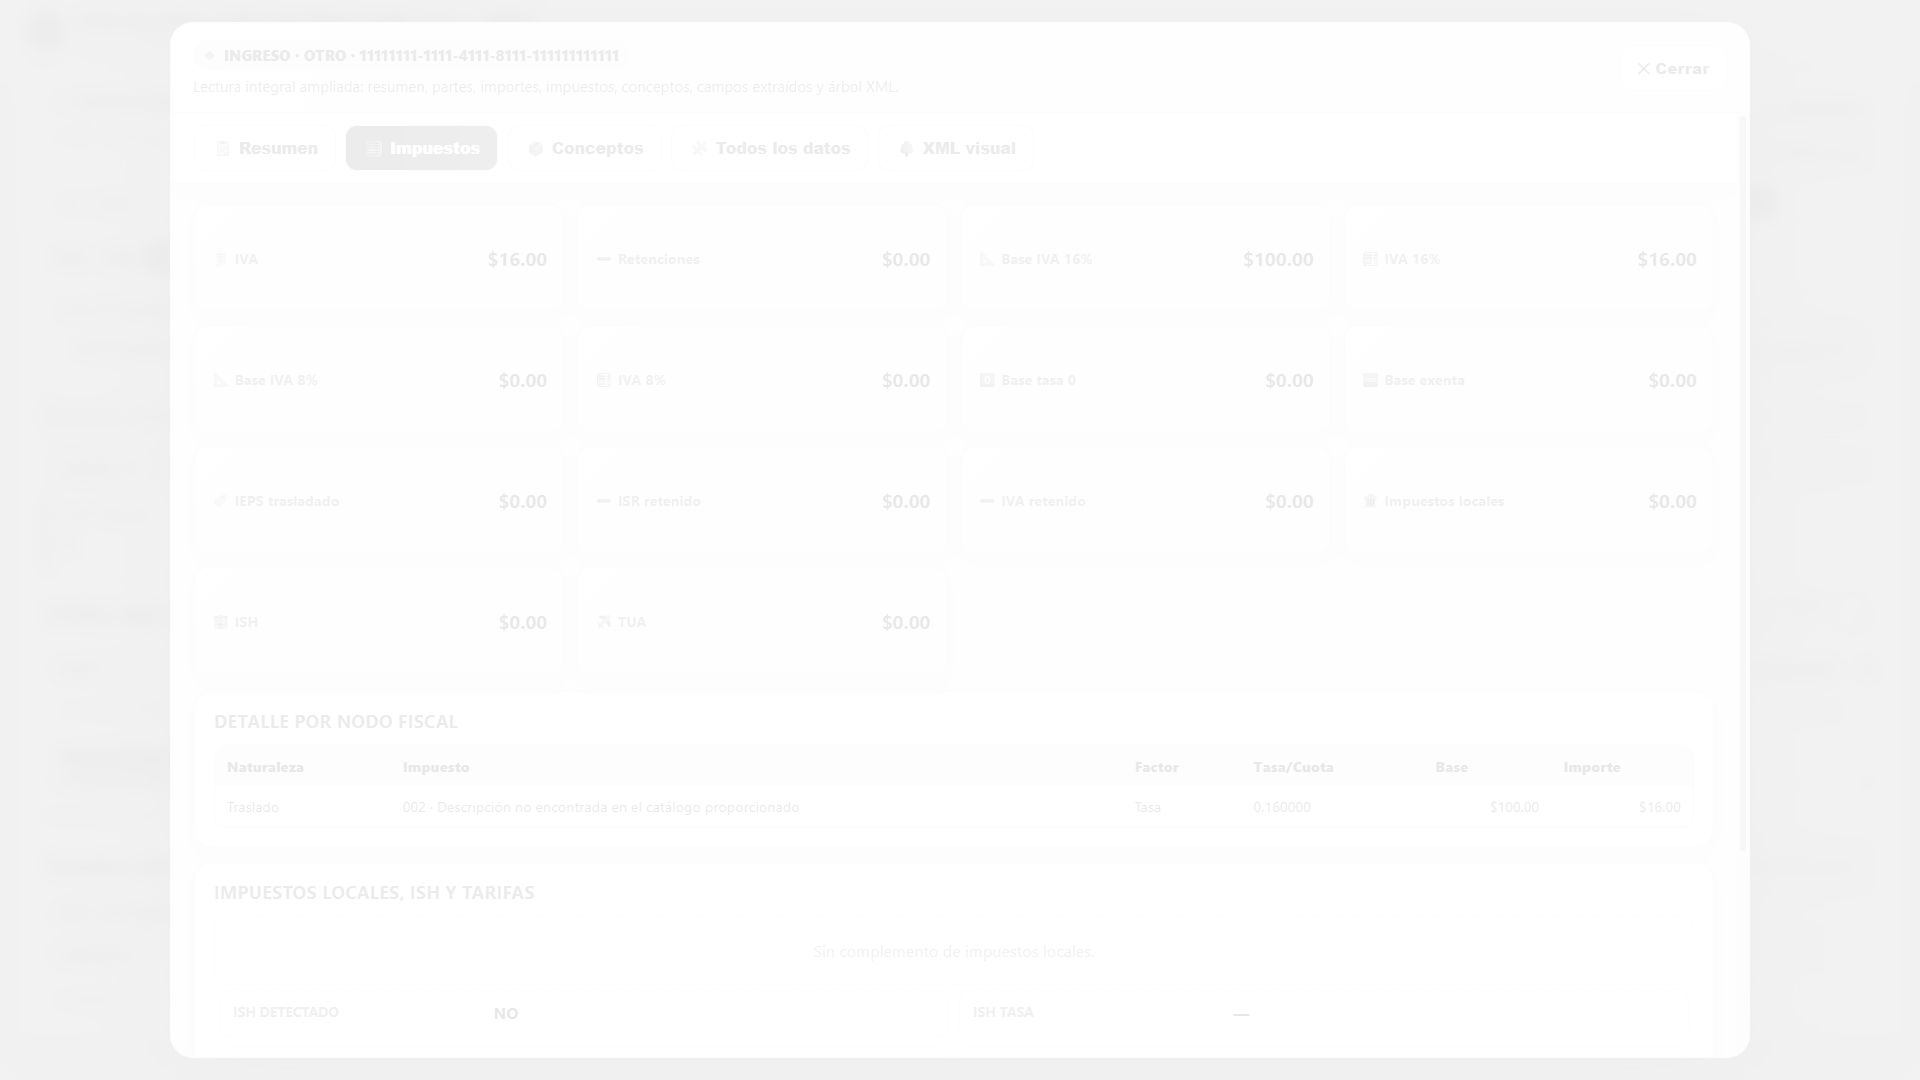 INGRESO · OTRO · 11111111-1111-4111-8111-111111111111
Lectura integral ampliada: resumen, partes, importes, impuestos, conceptos, campos extraídos y árbol XML.
Cerrar
Resumen
Impuestos
Conceptos
Todos los datos
XML visual
IVA $16.00
Retenciones $0.00
Base IVA 16% $100.00
IVA 16% $16.00
Base IVA 8% $0.00
IVA 8% $0.00
Base tasa 0 $0.00
Base exenta $0.00
IEPS trasladado $0.00
ISR retenido $0.00
IVA retenido $0.00
Impuestos locales $0.00
ISH $0.00
TUA $0.00
DETALLE POR NODO FISCAL
Naturaleza Impuesto Factor Tasa/Cuota Base Importe
Traslado 002 · Descripción no encontrada en el catálogo proporcionado Tasa 0.160000 $100.00 $16.00
IMPUESTOS LOCALES, ISH Y TARIFAS
Sin complemento de impuestos locales.
ISH DETECTADO NO
ISH TASA —